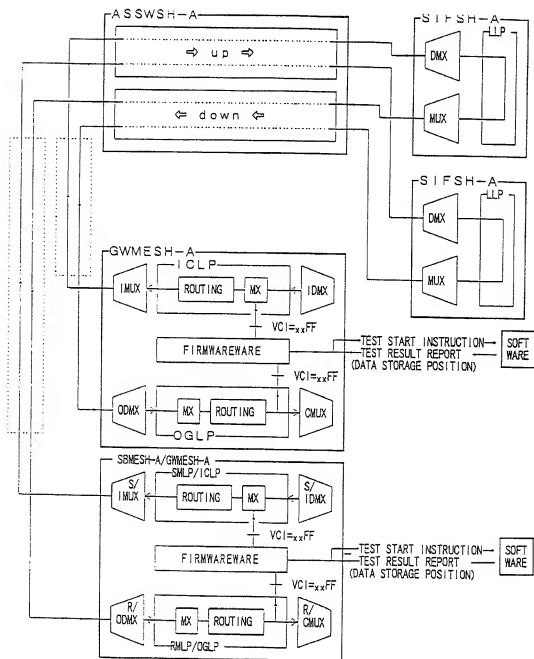 ASSWSH-A
⇨ up ⇨
⇦ down ⇦
SIFSH-A
LLP
DMX
MUX
SIFSH-A
LLP
DMX
MUX
GWMESH-A
ICLP
IMUX
ROUTING
MX
IDMX
VCI=xxFF
FIRMWAREWARE
TEST START INSTRUCTION
TEST RESULT REPORT
(DATA STORAGE POSITION)
SOFT
WARE
VCI=xxFF
ODMX
MX
ROUTING
CMUX
OGLP
SBMESH-A/GWMESH-A
SMLP/ICLP
S/
IMUX
ROUTING
MX
S/
IDMX
VCI=xxFF
FIRMWAREWARE
TEST START INSTRUCTION
TEST RESULT REPORT
(DATA STORAGE POSITION)
SOFT
WARE
VCI=xxFF
R/
ODMX
MX
ROUTING
R/
CMUX
RMLP/OGLP